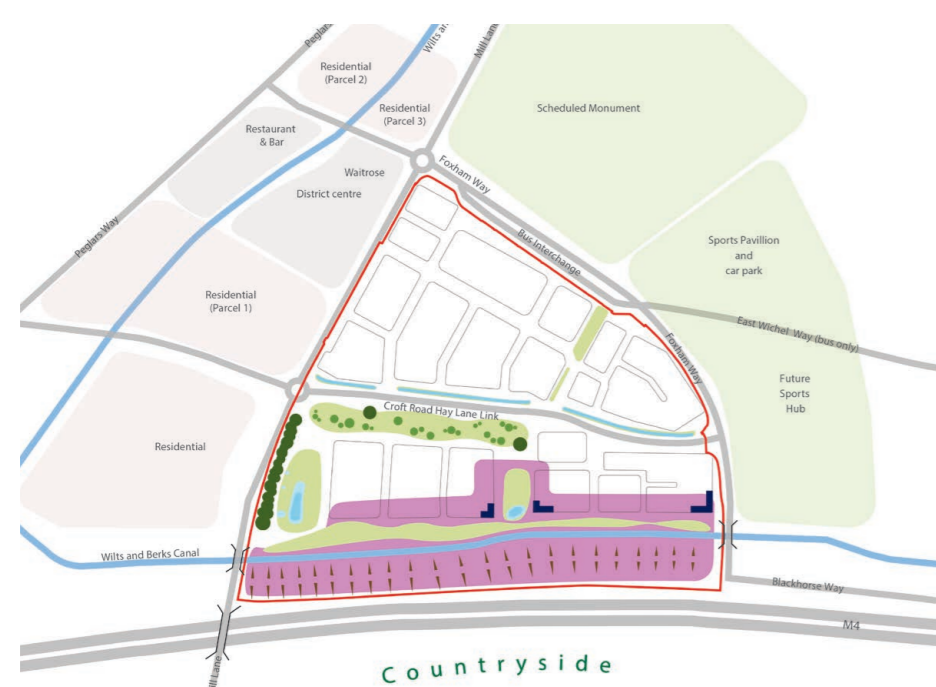 Peglars
Wilts an
Mill Lane
Residential
(Parcel 2)
Residential
(Parcel 3)
Scheduled Monument
Restaurant
& Bar
Waitrose
District centre
Foxham Way
Peglars Way
Bus Interchange
Sports Pavillion
and
car park
Residential
(Parcel 1)
East Wichel Way (bus only)
Foxham Way
Future
Sports
Hub
Croft Road Hay Lane Link
Residential
Wilts and Berks Canal
Blackhorse Way
M4
ill Lane
Countryside